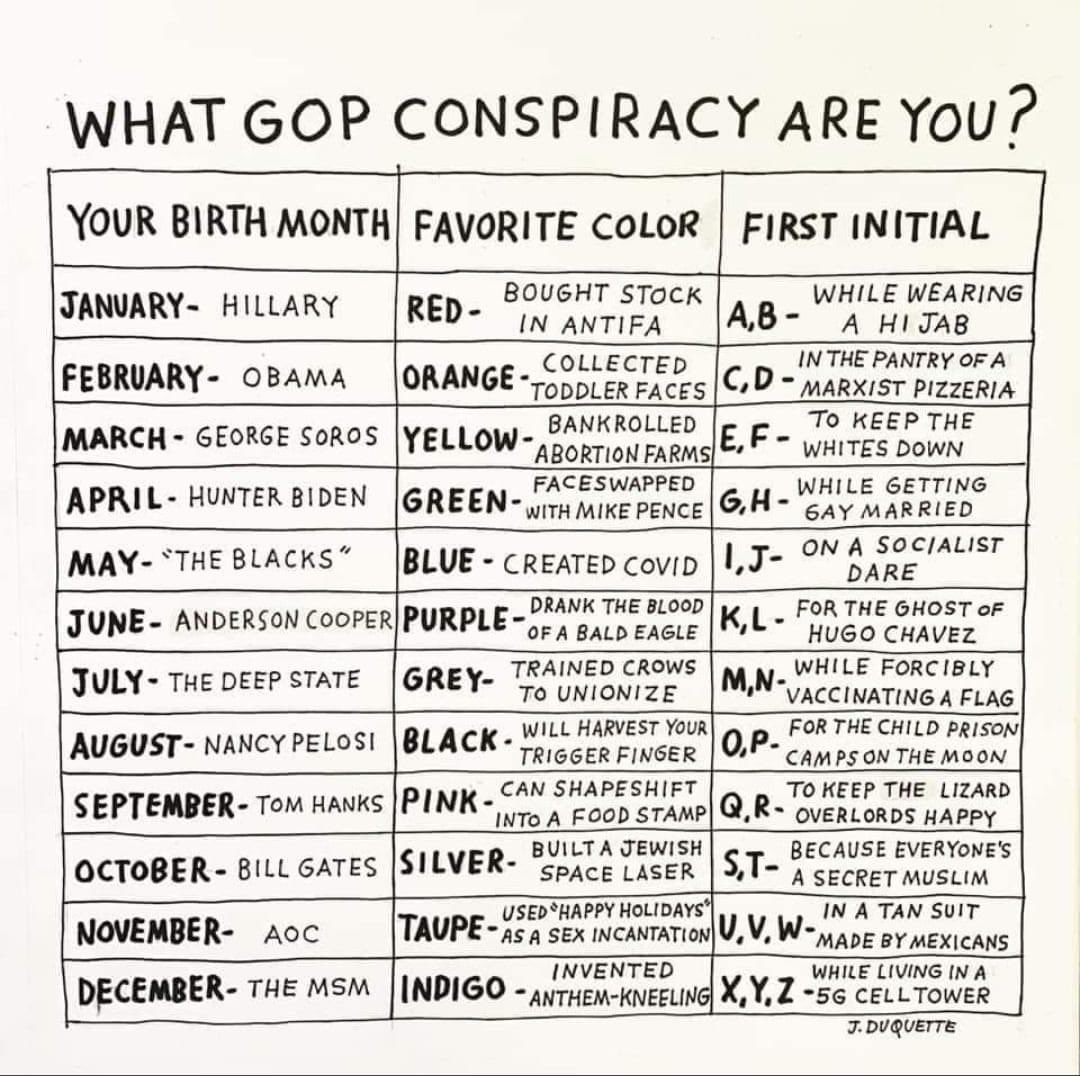 WHAT GOP CONSPIRACY ARE YOU?
YOUR BIRTH MONTH FAVORITE COLOR FIRST INITIAL
JANUARY- HILLARY
RED- BOUGHT STOCK
IN ANTIFA
A,B- WHILE WEARING
A HIJAB
FEBRUARY- OBAMA
ORANGE- COLLECTED
TODDLER FACES
C,D- IN THE PANTRY OF A
MARXIST PIZZERIA
MARCH- GEORGE SOROS
YELLOW- BANKROLLED
ABORTION FARMS
E,F- TO KEEP THE
WHITES DOWN
APRIL- HUNTER BIDEN
GREEN- FACESWAPPED
WITH MIKE PENCE
G,H- WHILE GETTING
GAY MARRIED
MAY- "THE BLACKS"
BLUE- CREATED COVID
I,J- ON A SOCIALIST
DARE
JUNE- ANDERSON COOPER
PURPLE- DRANK THE BLOOD
OF A BALD EAGLE
K,L- FOR THE GHOST OF
HUGO CHAVEZ
JULY- THE DEEP STATE
GREY- TRAINED CROWS
TO UNIONIZE
M,N- WHILE FORCIBLY
VACCINATING A FLAG
AUGUST- NANCY PELOSI
BLACK- WILL HARVEST YOUR
TRIGGER FINGER
O,P- FOR THE CHILD PRISON
CAMPS ON THE MOON
SEPTEMBER- TOM HANKS
PINK- CAN SHAPESHIFT
INTO A FOOD STAMP
Q,R- TO KEEP THE LIZARD
OVERLORDS HAPPY
OCTOBER- BILL GATES
SILVER- BUILT A JEWISH
SPACE LASER
S,T- BECAUSE EVERYONE'S
A SECRET MUSLIM
NOVEMBER- AOC
TAUPE- USED "HAPPY HOLIDAYS"
AS A SEX INCANTATION
U,V,W- IN A TAN SUIT
MADE BY MEXICANS
DECEMBER- THE MSM
INDIGO- INVENTED
ANTHEM-KNEELING
X,Y,Z- WHILE LIVING IN A
5G CELL TOWER
J. DUQUETTE